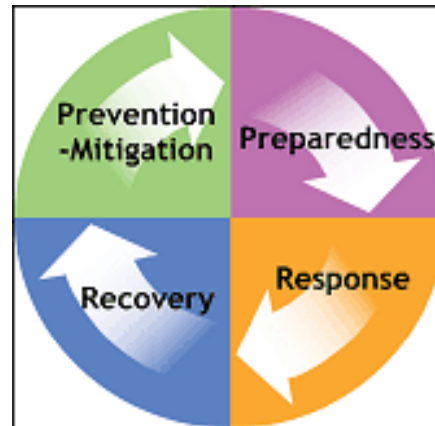 Prevention
-Mitigation
Preparedness
Recovery
Response